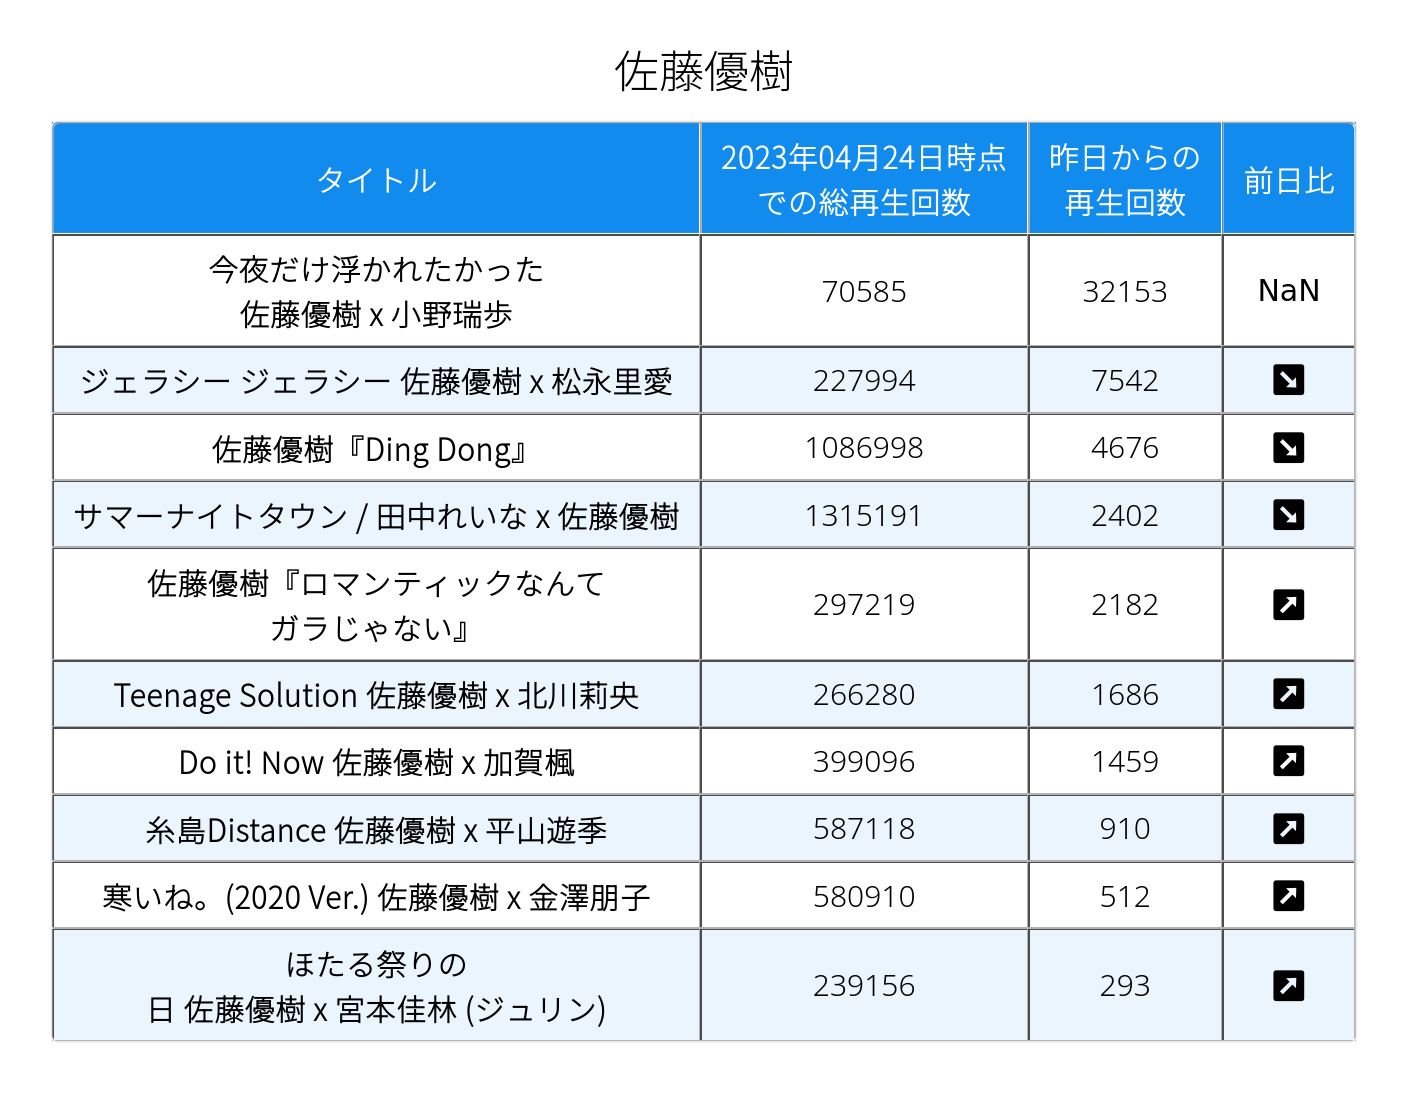 佐藤優樹
タイトル
2023年04月24日時点
での総再生回数
昨日からの
再生回数
前日比
今夜だけ浮かれたかった
佐藤優樹 x 小野瑞歩
70585
32153
NaN
ジェラシー ジェラシー 佐藤優樹 x 松永里愛
227994
7542
↘
佐藤優樹『Ding Dong』
1086998
4676
↘
サマーナイトタウン / 田中れいな x 佐藤優樹
1315191
2402
↘
佐藤優樹『ロマンティックなんて
ガラじゃない』
297219
2182
↗
Teenage Solution 佐藤優樹 x 北川莉央
266280
1686
↗
Do it! Now 佐藤優樹 x 加賀楓
399096
1459
↗
糸島Distance 佐藤優樹 x 平山遊季
587118
910
↗
寒いね。(2020 Ver.) 佐藤優樹 x 金澤朋子
580910
512
↗
ほたる祭りの
日 佐藤優樹 x 宮本佳林 (ジュリン)
239156
293
↗